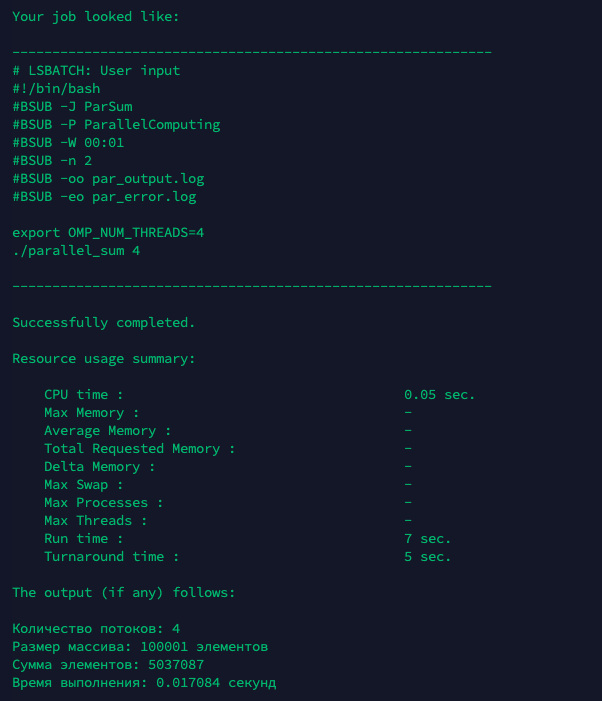 Your job looked like:
------------------------------------------------------------
# LSBATCH: User input
#!/bin/bash
#BSUB -J ParSum
#BSUB -P ParallelComputing
#BSUB -W 00:01
#BSUB -n 2
#BSUB -oo par_output.log
#BSUB -eo par_error.log
export OMP_NUM_THREADS=4
./parallel_sum 4
------------------------------------------------------------
Successfully completed.
Resource usage summary:
CPU time : 0.05 sec.
Max Memory : -
Average Memory : -
Total Requested Memory : -
Delta Memory : -
Max Swap : -
Max Processes : -
Max Threads : -
Run time : 7 sec.
Turnaround time : 5 sec.
The output (if any) follows:
Количество потоков: 4
Размер массива: 100001 элементов
Сумма элементов: 5037087
Время выполнения: 0.017084 секунд